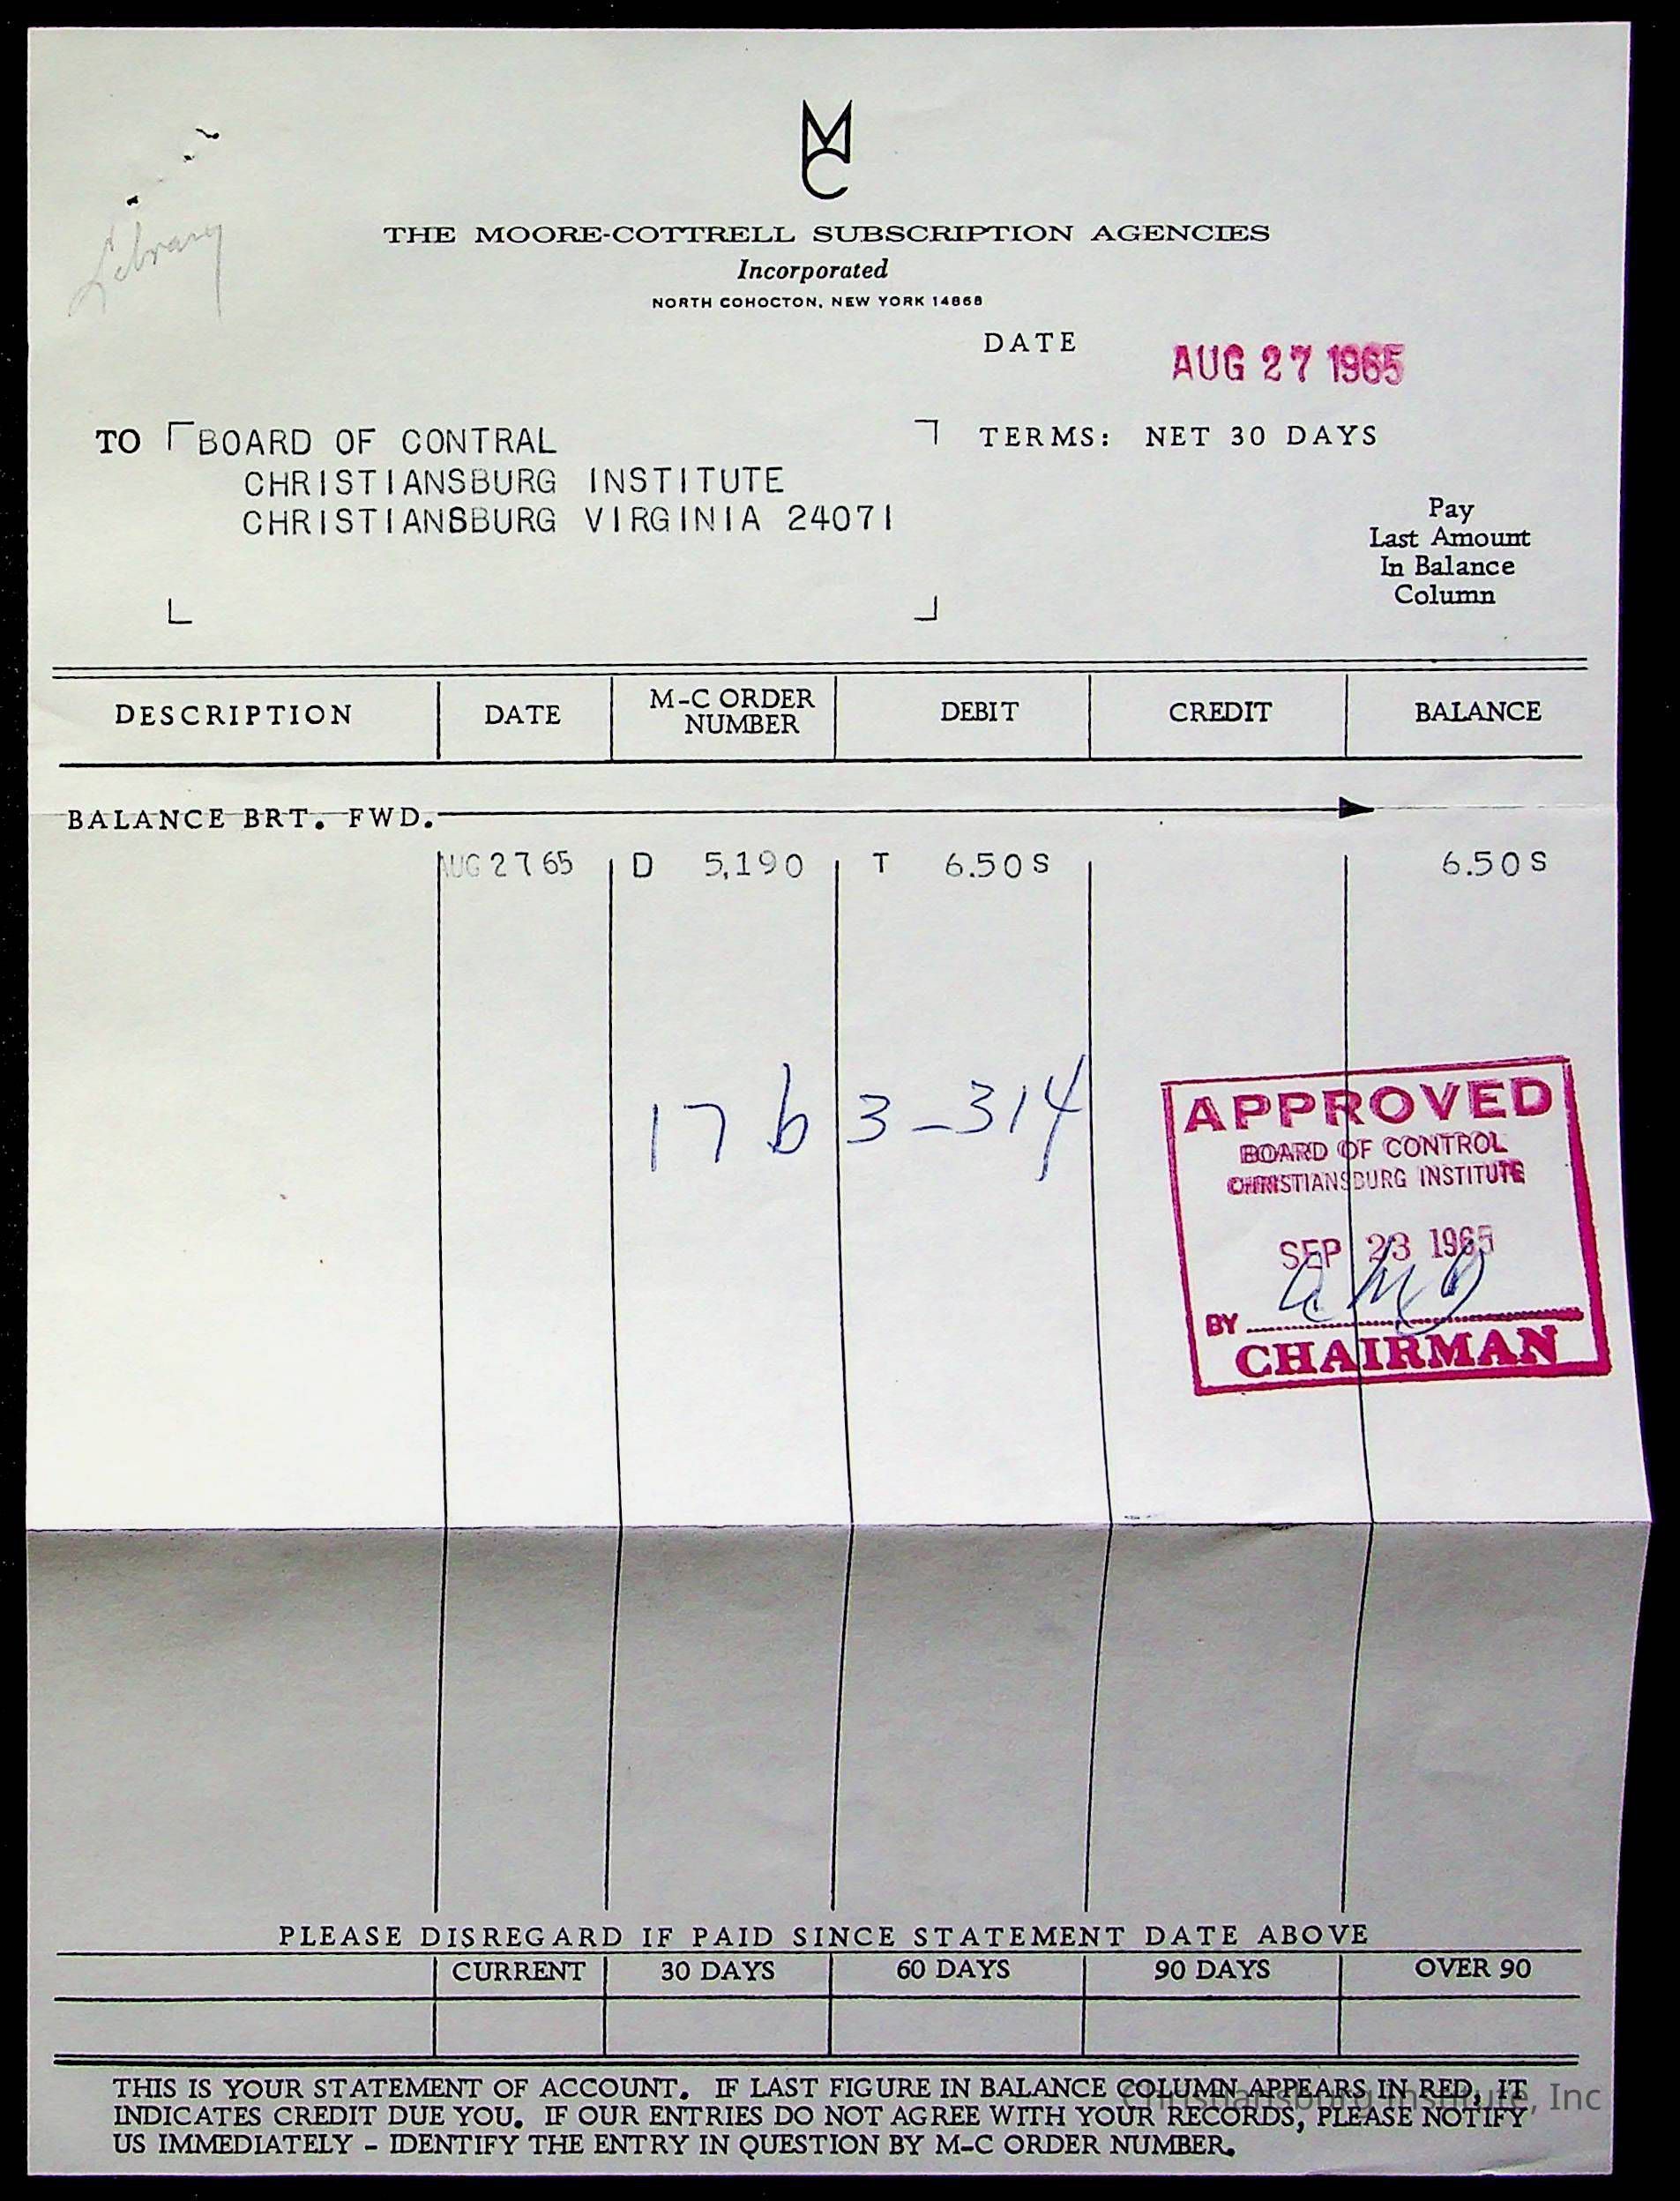 MC
Library
THE MOORE-COTTRELL SUBSCRIPTION AGENCIES
Incorporated
NORTH COHOCTON, NEW YORK 14868
DATE AUG 27 1965
TO BOARD OF CONTRAL
CHRISTIANSBURG INSTITUTE
CHRISTIANSBURG VIRGINIA 24071
TERMS: NET 30 DAYS
Pay
Last Amount
In Balance
Column
DESCRIPTION DATE M-C ORDER NUMBER DEBIT CREDIT BALANCE
BALANCE BRT. FWD.
AUG 27 65 D 5,190 T 6.50 S 6.50 S
1763-314
APPROVED
BOARD OF CONTROL
CHRISTIANSBURG INSTITUTE
SEP 23 1965
BY
CHAIRMAN
PLEASE DISREGARD IF PAID SINCE STATEMENT DATE ABOVE
CURRENT 30 DAYS 60 DAYS 90 DAYS OVER 90
THIS IS YOUR STATEMENT OF ACCOUNT. IF LAST FIGURE IN BALANCE COLUMN APPEARS IN RED, IT
INDICATES CREDIT DUE YOU. IF OUR ENTRIES DO NOT AGREE WITH YOUR RECORDS, PLEASE NOTIFY
US IMMEDIATELY - IDENTIFY THE ENTRY IN QUESTION BY M-C ORDER NUMBER.
Christiansburg Institute, Inc